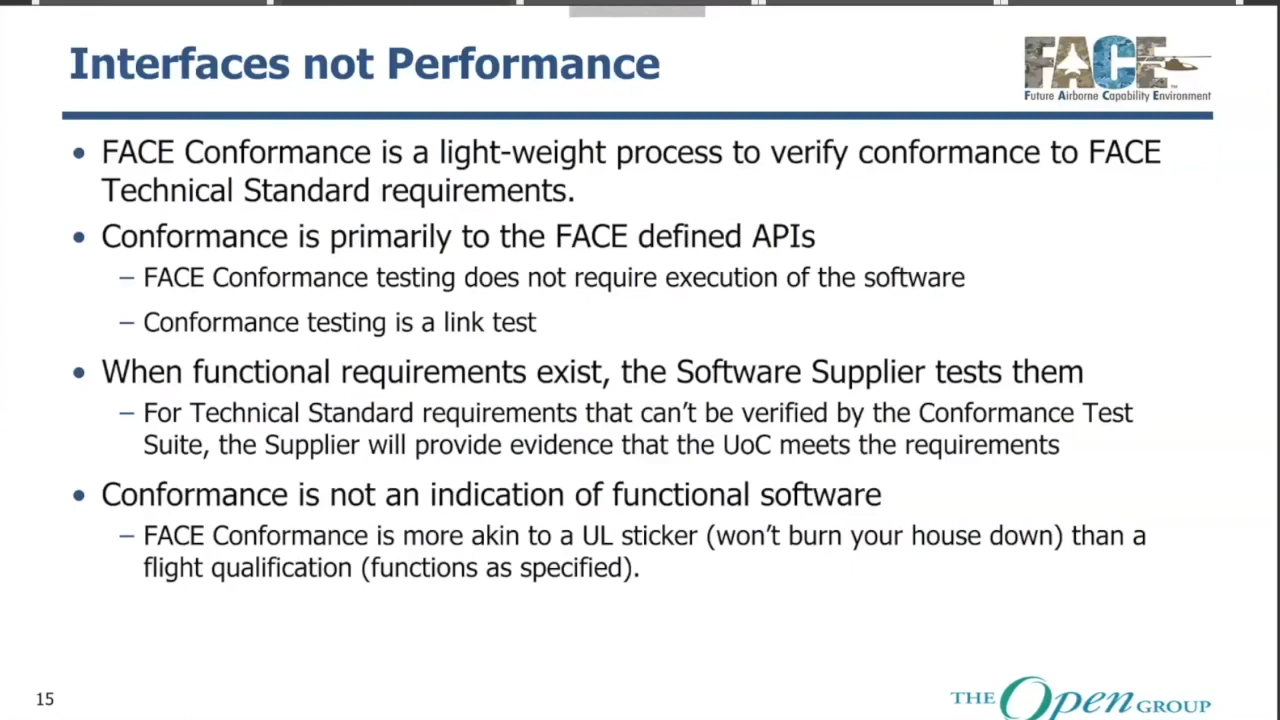 Interfaces not Performance
FACE™
Future Airborne Capability Environment
• FACE Conformance is a light-weight process to verify conformance to FACE
Technical Standard requirements.
• Conformance is primarily to the FACE defined APIs
– FACE Conformance testing does not require execution of the software
– Conformance testing is a link test
• When functional requirements exist, the Software Supplier tests them
– For Technical Standard requirements that can’t be verified by the Conformance Test
Suite, the Supplier will provide evidence that the UoC meets the requirements
• Conformance is not an indication of functional software
– FACE Conformance is more akin to a UL sticker (won’t burn your house down) than a
flight qualification (functions as specified).
15
THE Open GROUP